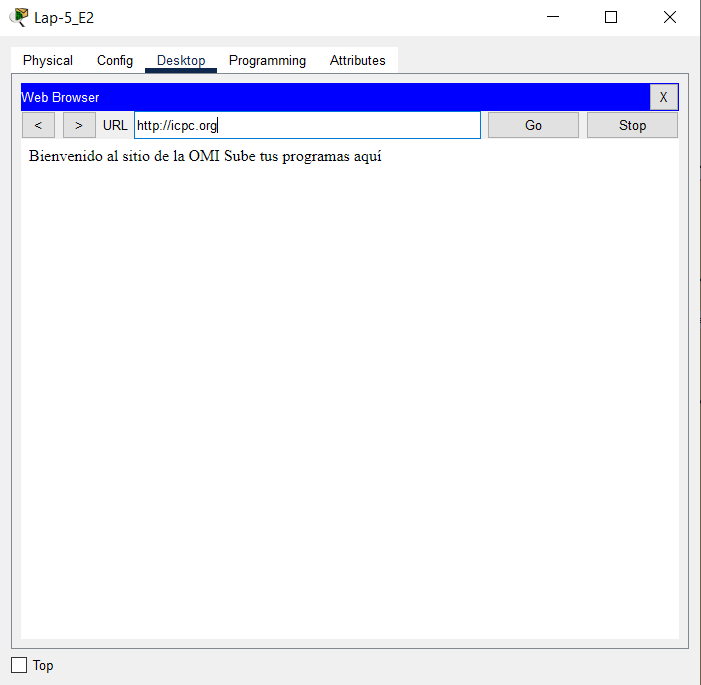 Lap-5_E2
Physical Config Desktop Programming Attributes
Web Browser X
< > URL http://icpc.org Go Stop
Bienvenido al sitio de la OMI Sube tus programas aquí
Top